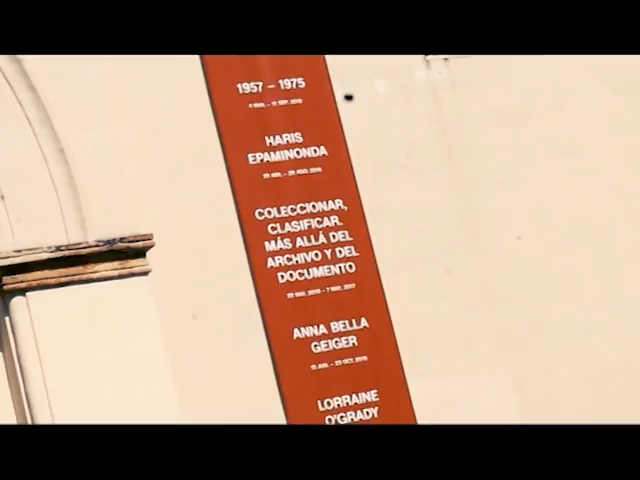 1957 – 1975
HARIS
EPAMINONDA
COLECCIONAR,
CLASIFICAR.
MÁS ALLÁ DEL
ARCHIVO Y DEL
DOCUMENTO
ANNA BELLA
GEIGER
LORRAINE
O'GRADY